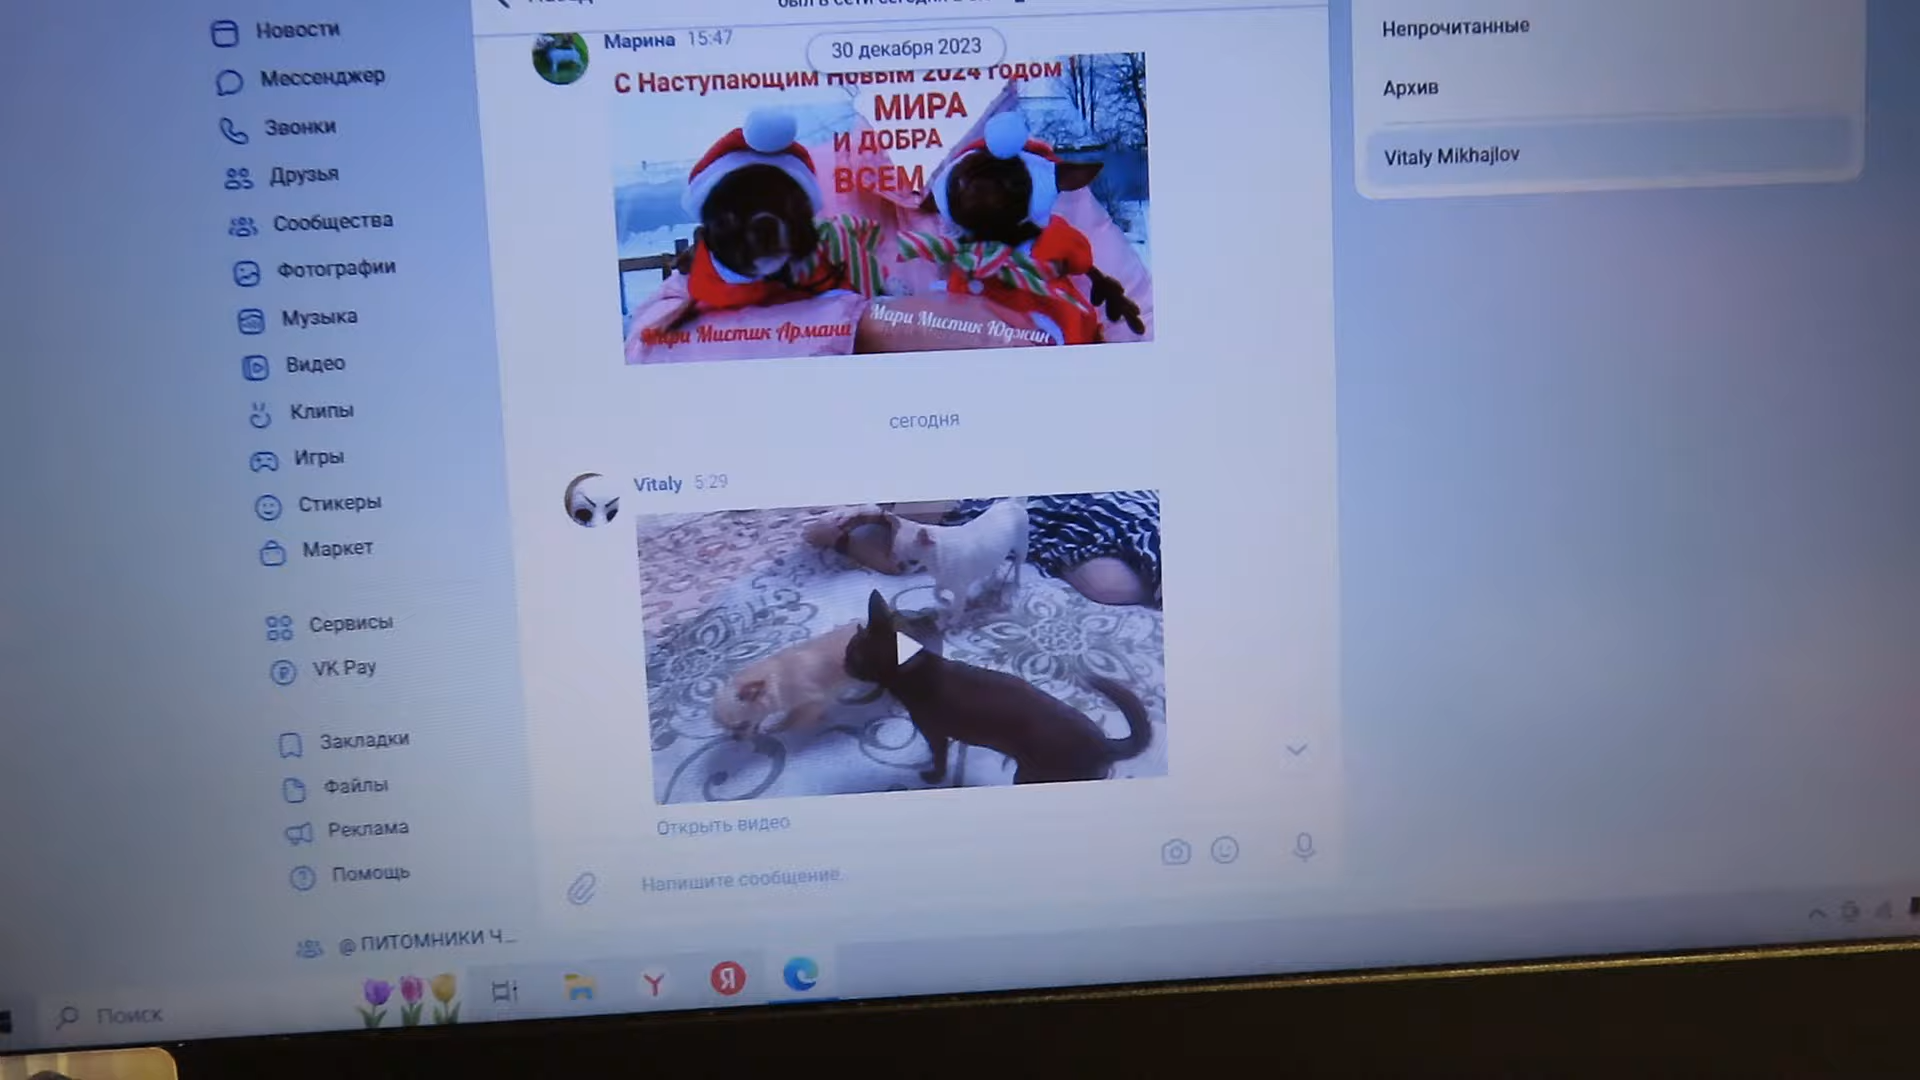 Новости
Мессенджер
Звонки
Друзья
Сообщества
Фотографии
Музыка
Видео
Клипы
Игры
Стикеры
Маркет
Сервисы
VK Pay
Закладки
Файлы
Реклама
Помощь
@ ПИТОМНИКИ Ч...
Марина 15:47
30 декабря 2023
С Наступающим Новым 2024 годом
МИРА
И ДОБРА
ВСЕМ
Мари Мистик Армани
Мари Мистик Юджин
сегодня
Vitaly 5:29
Открыть видео
Напишите сообщение
Непрочитанные
Архив
Vitaly Mikhajlov
Поиск